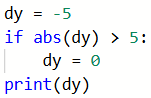 dy = -5
if abs(dy) > 5:
    dy = 0
print(dy)